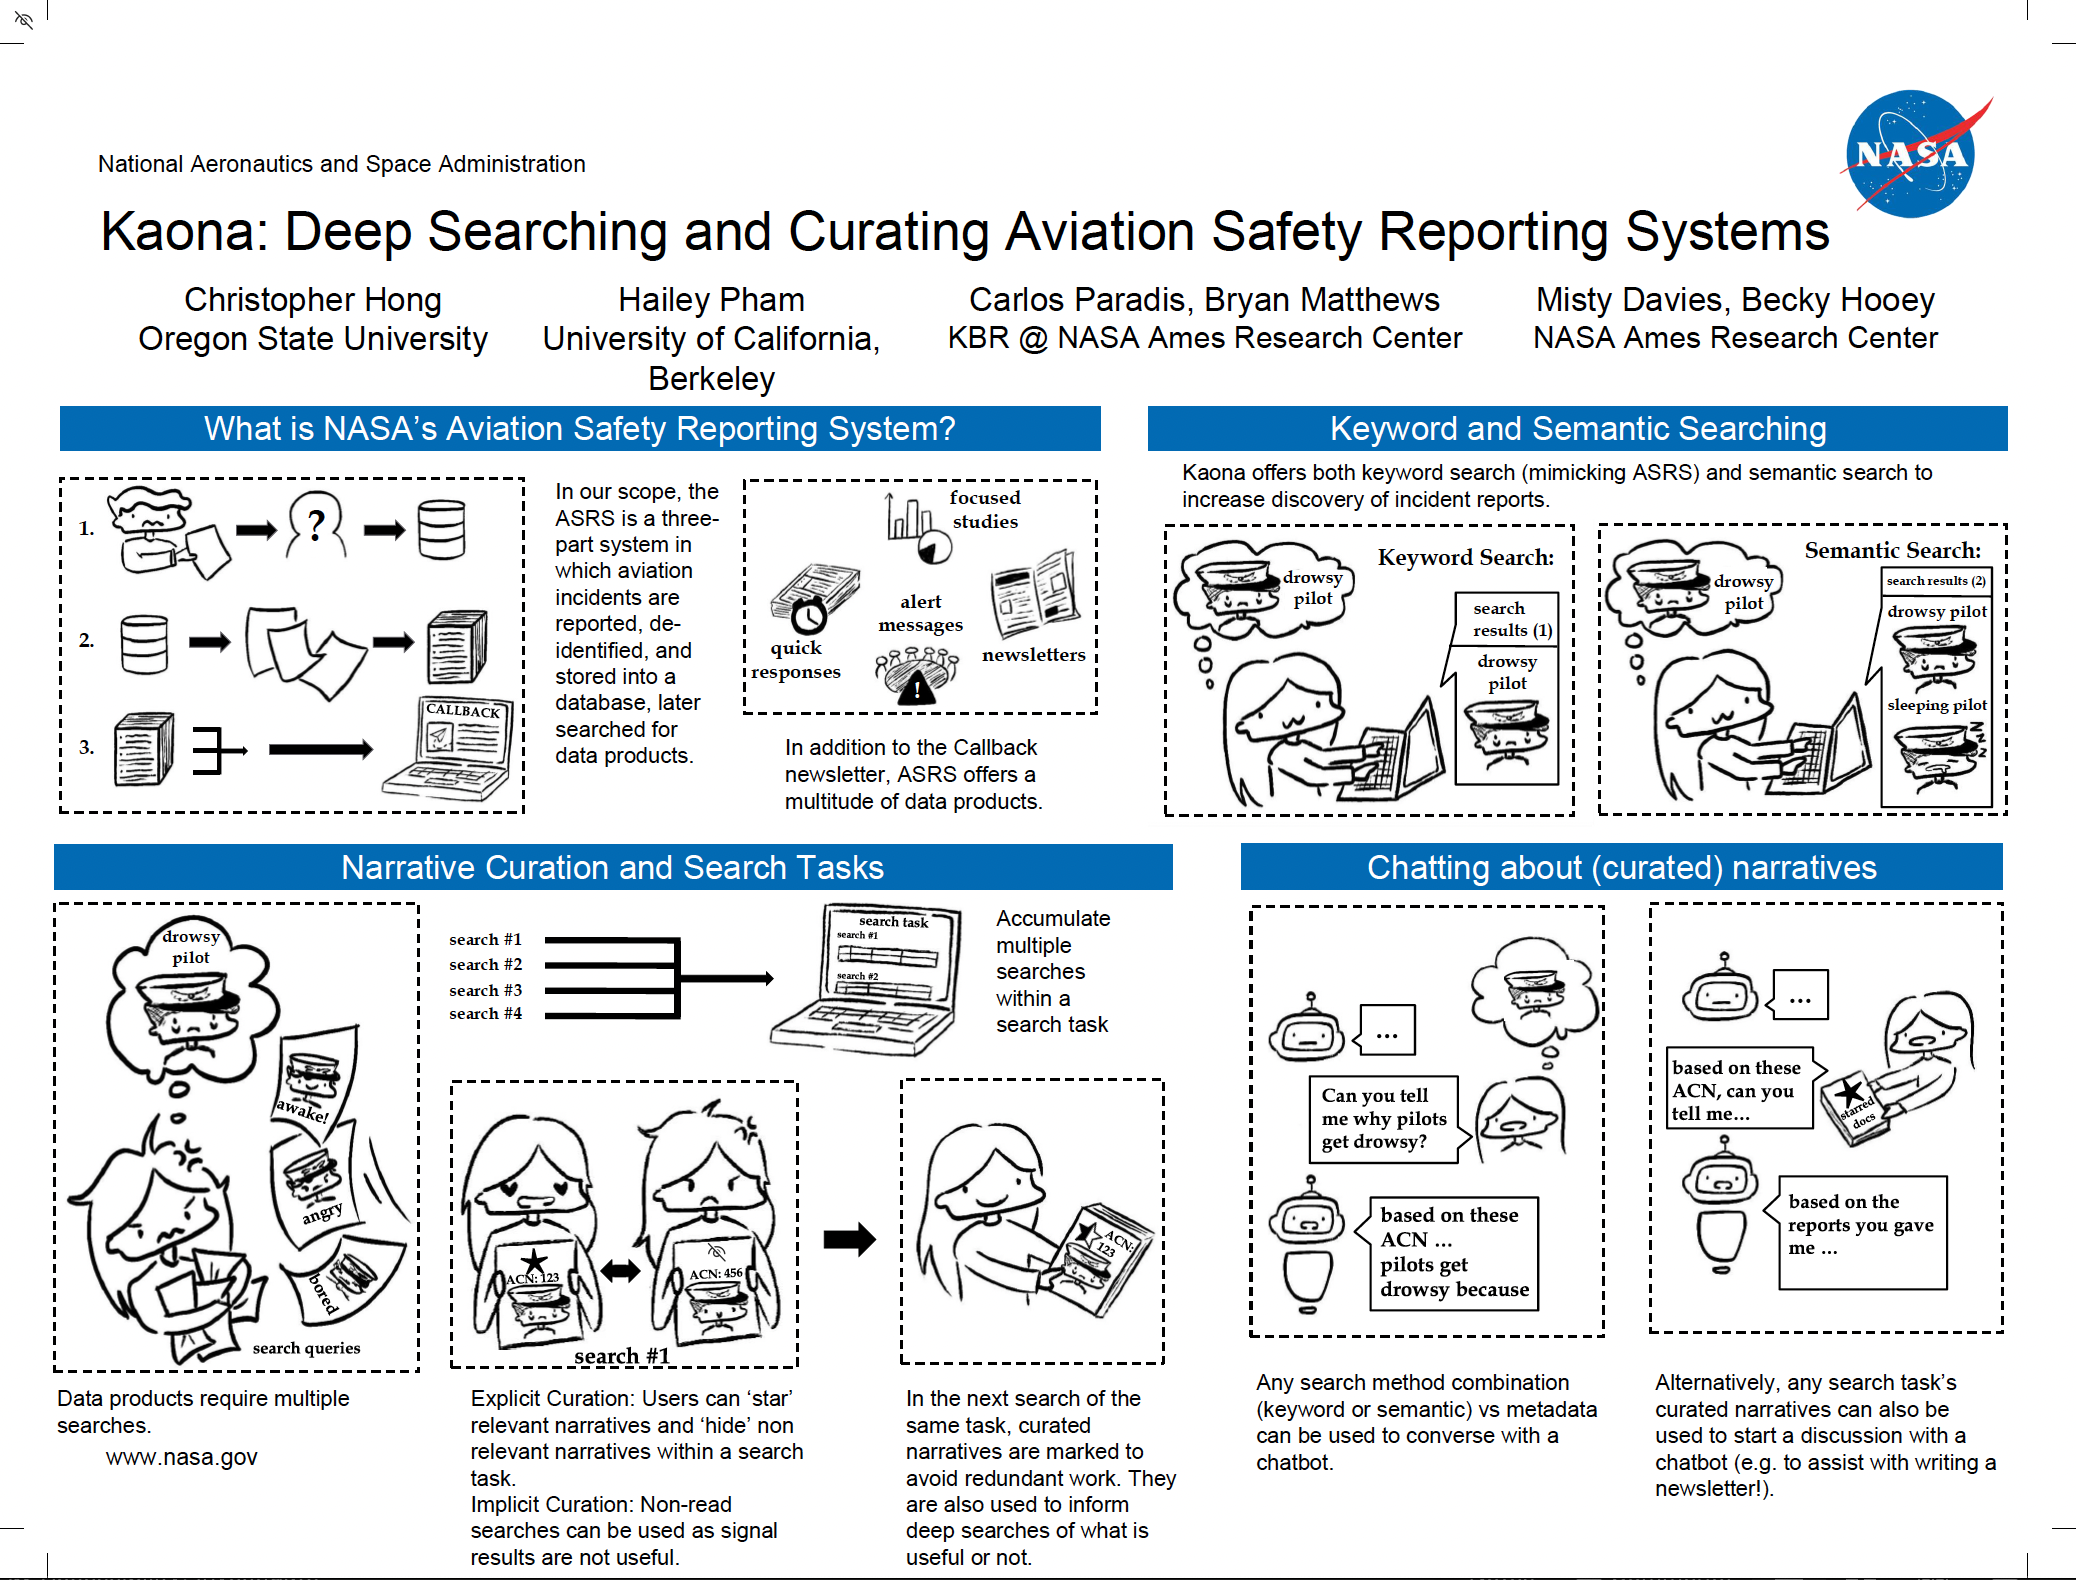 National Aeronautics and Space Administration
NASA
Kaona: Deep Searching and Curating Aviation Safety Reporting Systems
Christopher Hong
Oregon State University
Hailey Pham
University of California,
Berkeley
Carlos Paradis, Bryan Matthews
KBR @ NASA Ames Research Center
Misty Davies, Becky Hooey
NASA Ames Research Center
What is NASA's Aviation Safety Reporting System?
1.
?
2.
3.
CALLBACK
In our scope, the
ASRS is a three-
part system in
which aviation
incidents are
reported, de-
identified, and
stored into a
database, later
searched for
data products.
focused
studies
alert
messages
quick
responses
newsletters
!
In addition to the Callback
newsletter, ASRS offers a
multitude of data products.
Keyword and Semantic Searching
Kaona offers both keyword search (mimicking ASRS) and semantic search to
increase discovery of incident reports.
drowsy
pilot
Keyword Search:
search
results (1)
drowsy
pilot
drowsy
pilot
Semantic Search:
search results (2)
drowsy pilot
sleeping pilot
zzz
Narrative Curation and Search Tasks
drowsy
pilot
awake!
angry
bored
search queries
Data products require multiple
searches.
www.nasa.gov
search #1
search #2
search #3
search #4
search task
search #1
search #2
Accumulate
multiple
searches
within a
search task
ACN: 123
ACN: 456
search #1
Explicit Curation: Users can ‘star’
relevant narratives and ‘hide’ non
relevant narratives within a search
task.
Implicit Curation: Non-read
searches can be used as signal
results are not useful.
ACN:
123
In the next search of the
same task, curated
narratives are marked to
avoid redundant work. They
are also used to inform
deep searches of what is
useful or not.
Chatting about (curated) narratives
...
Can you tell
me why pilots
get drowsy?
based on these
ACN ...
pilots get
drowsy because
Any search method combination
(keyword or semantic) vs metadata
can be used to converse with a
chatbot.
...
based on these
ACN, can you
tell me...
starred
docs
based on the
reports you gave
me ...
Alternatively, any search task's
curated narratives can also be
used to start a discussion with a
chatbot (e.g. to assist with writing a
newsletter!).